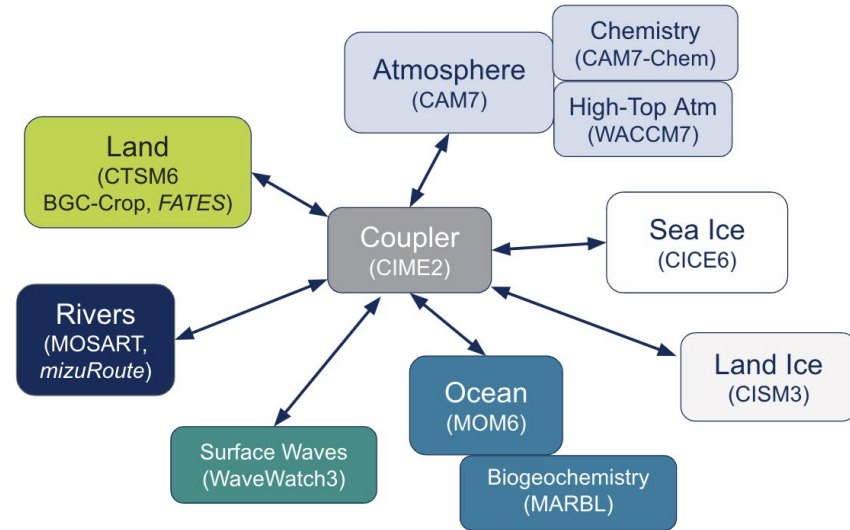 Chemistry
(CAM7-Chem)
Atmosphere
(CAM7)
High-Top Atm
(WACCM7)
Land
(CTSM6
BGC-Crop, FATES)
Coupler
(CIME2)
Sea Ice
(CICE6)
Rivers
(MOSART,
mizuRoute)
Land Ice
(CISM3)
Ocean
(MOM6)
Surface Waves
(WaveWatch3)
Biogeochemistry
(MARBL)